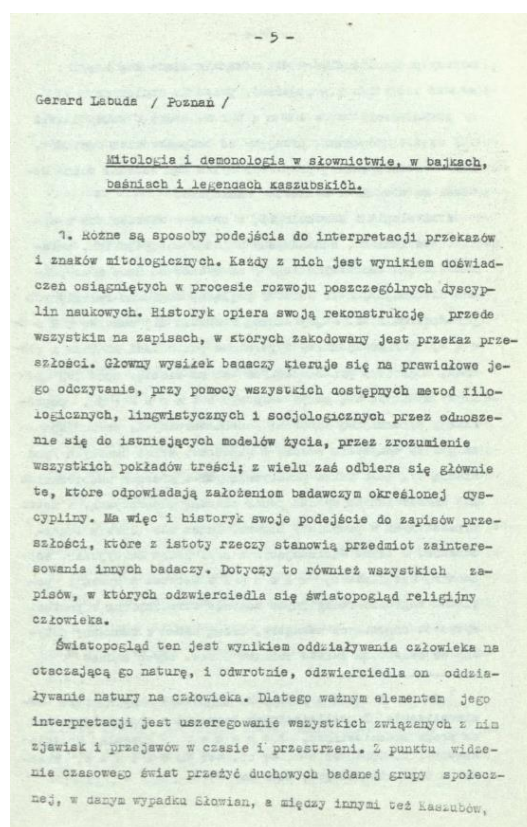 - 5 -
Gerard Labuda / Poznań /
Mitologia i demonologia w słownictwie, w bajkach,
baśniach i legendach kaszubskich.
1. Różne są sposoby podejścia do interpretacji przekazów
i znaków mitologicznych. Każdy z nich jest wynikiem doświad-
czeń osiągniętych w procesie rozwoju poszczególnych dyscyp-
lin naukowych. Historyk opiera swoją rekonstrukcję przede
wszystkim na zapisach, w których zakodowany jest przekaz prze-
szłości. Główny wysiłek badaczy kieruje się na prawidłowe je-
go odczytanie, przy pomocy wszystkich dostępnych metod filo-
logicznych, lingwistycznych i socjologicznych przez odnosze-
nie się do istniejących modelów życia, przez zrozumienie
wszystkich pokładów treści; z wielu zaś odbiera się głównie
te, które odpowiadają założeniom badawczym określonej dys-
cypliny. Ma więc i historyk swoje podejście do zapisów prze-
szłości, które z istoty rzeczy stanowią przedmiot zaintere-
sowania innych badaczy. Dotyczy to również wszystkich za-
pisów, w których odzwierciedla się światopogląd religijny
człowieka.
Światopogląd ten jest wynikiem oddziaływania człowieka na
otaczającą go naturę, i odwrotnie, odzwierciedla on oddzia-
ływanie natury na człowieka. Dlatego ważnym elementem jego
interpretacji jest uszeregowanie wszystkich związanych z nim
zjawisk i przejawów w czasie i przestrzeni. Z punktu widze-
nia czasowego świat przeżyć duchowych badanej grupy społecz-
nej, w danym wypadku Słowian, a między innymi też Kaszubów,